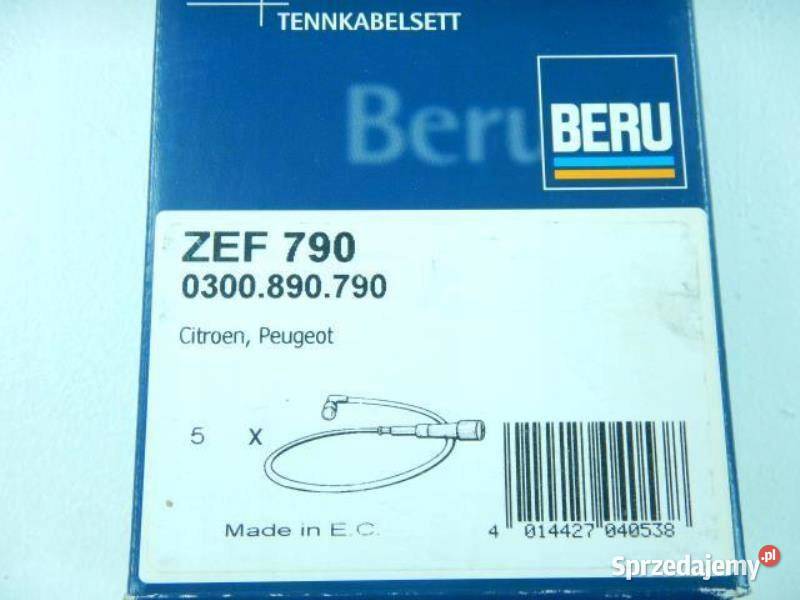 TENNKABELSETT
Beru
BERU
ZEF 790
0300.890.790
Citroen, Peugeot
5 X
Made in E.C.
4 014427 040538
Sprzedajemy.pl